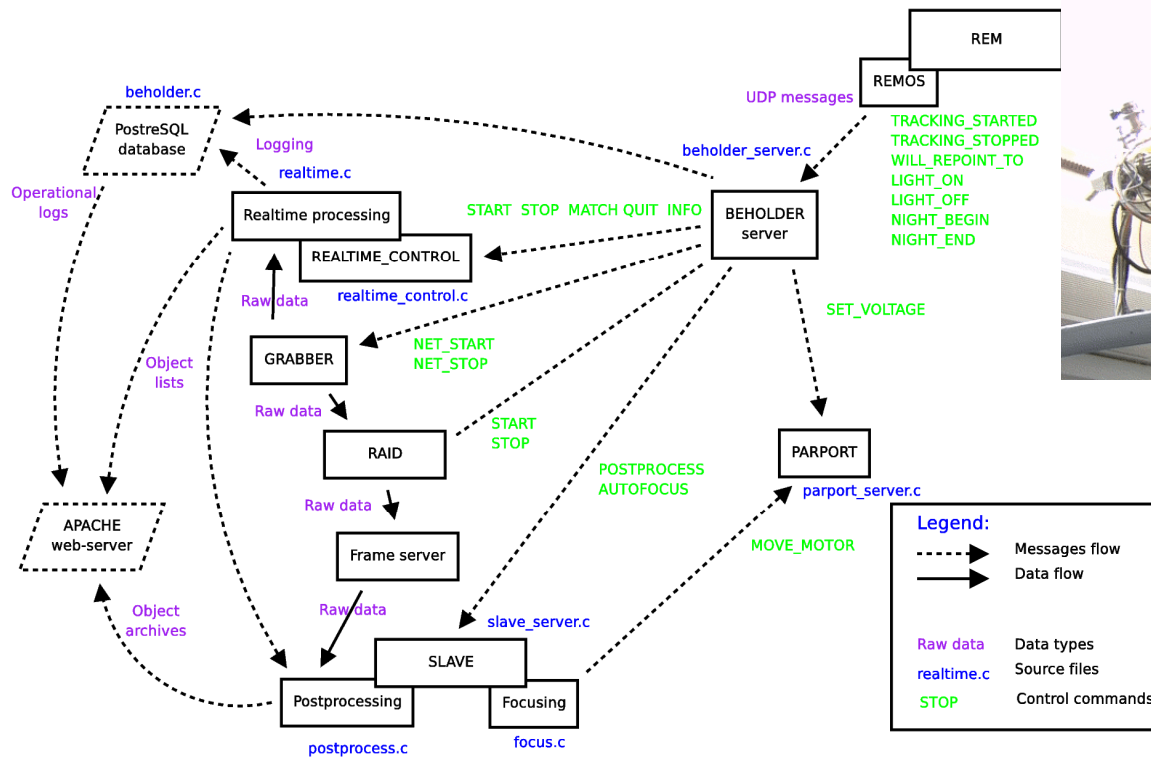 REM
REMOS
UDP messages
TRACKING_STARTED
TRACKING_STOPPED
WILL_REPOINT_TO
LIGHT_ON
LIGHT_OFF
NIGHT_BEGIN
NIGHT_END
beholder.c
PostreSQL
database
Logging
realtime.c
beholder_server.c
Operational
logs
Realtime processing
START STOP MATCH QUIT INFO
BEHOLDER
server
REALTIME_CONTROL
realtime_control.c
Raw data
SET_VOLTAGE
GRABBER
NET_START
NET_STOP
Object
lists
Raw data
START
STOP
RAID
PARPORT
parport_server.c
POSTPROCESS
AUTOFOCUS
Raw data
APACHE
web-server
Frame server
MOVE_MOTOR
Object
archives
Raw data
slave_server.c
SLAVE
Postprocessing
Focusing
postprocess.c
focus.c
Legend:
Messages flow
Data flow
Raw data Data types
realtime.c Source files
STOP Control commands